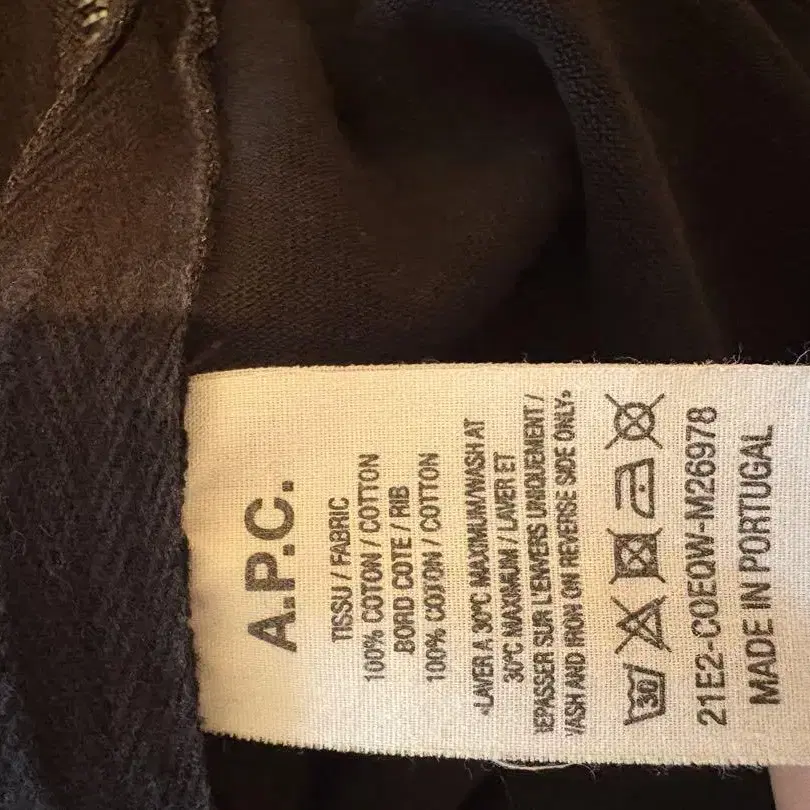 A.P.C.
TISSU / FABRIC
100% COTON / COTTON
BORD COTE / RIB
100% COTON / COTTON
LAVER A 30°C MAXIMUM/WASH AT
30°C MAXIMUM / LAVER ET
REPASSER SUR L'ENVERS UNIQUEMENT /
WASH AND IRON ON REVERSE SIDE ONLY
30
21E2-COEQW-M26978
MADE IN PORTUGAL